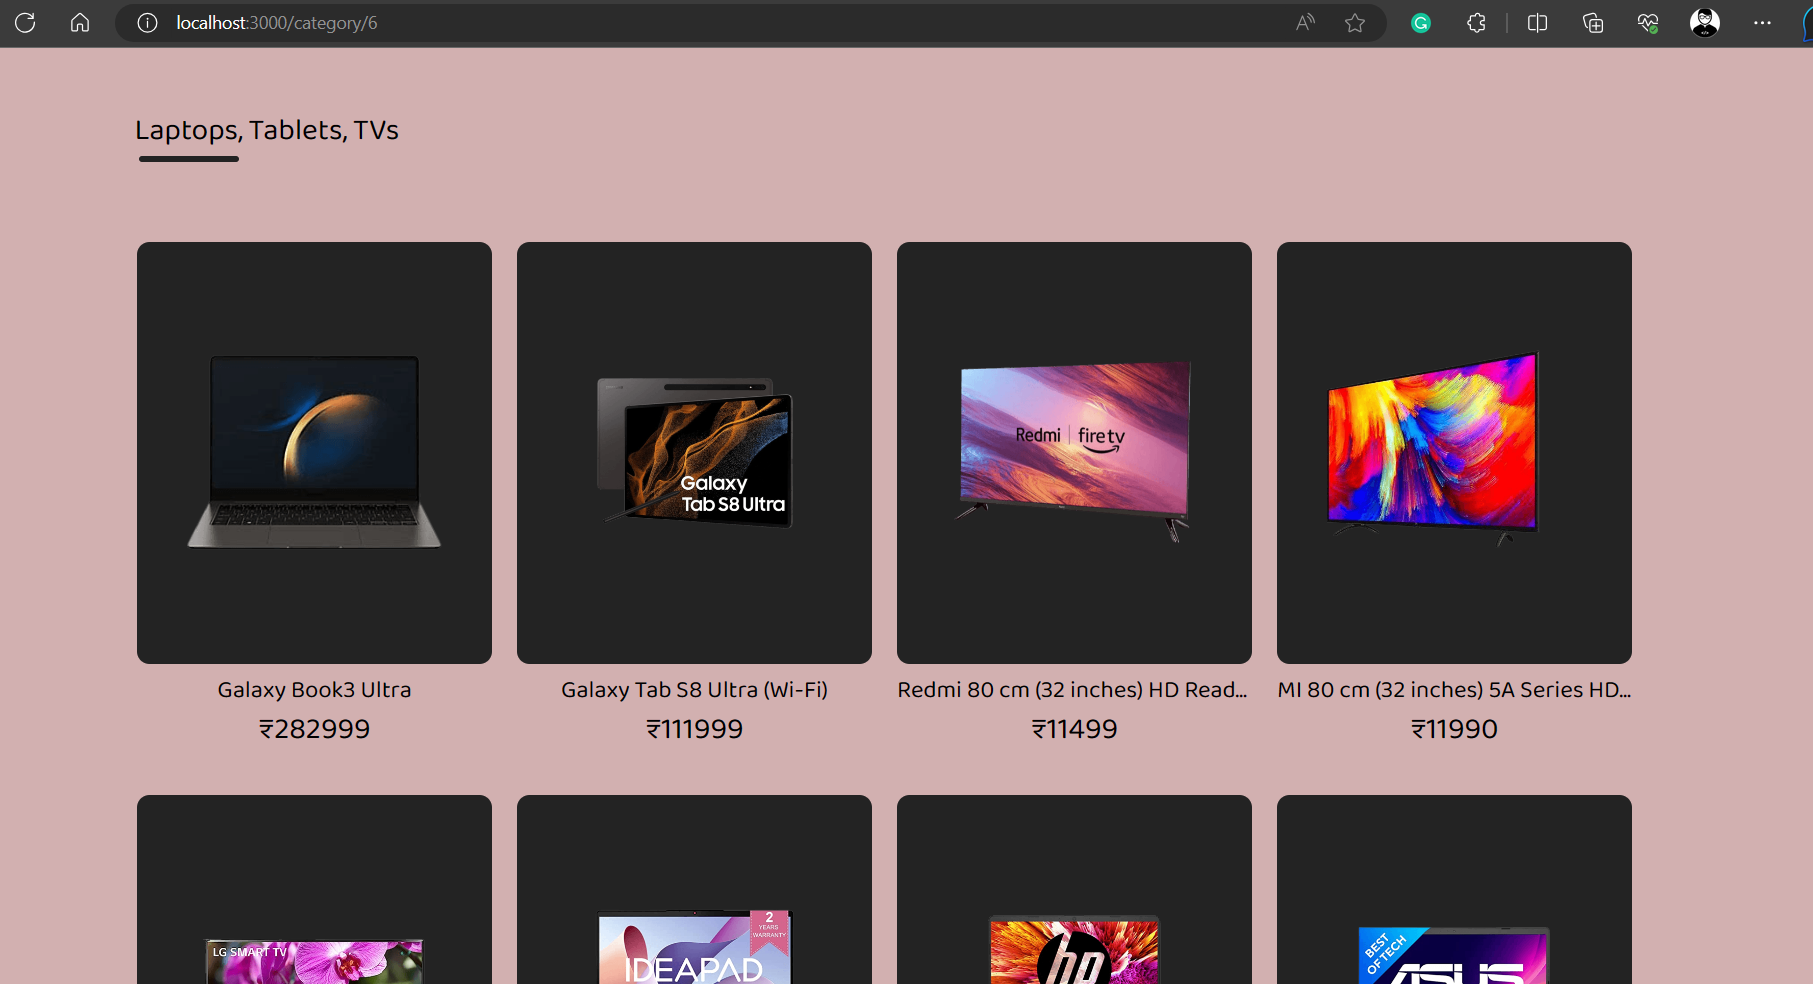 localhost:3000/category/6
Laptops, Tablets, TVs
Redmi | fire tv
Galaxy
Tab S8 Ultra
Galaxy Book3 Ultra
Galaxy Tab S8 Ultra (Wi-Fi)
Redmi 80 cm (32 inches) HD Read...
MI 80 cm (32 inches) 5A Series HD...
₹282999
₹111999
₹11499
₹11990
LG SMART TV
2
YEARS
WARRANTY
IDEAPAD
hp
BEST
OF TECH
ASUS